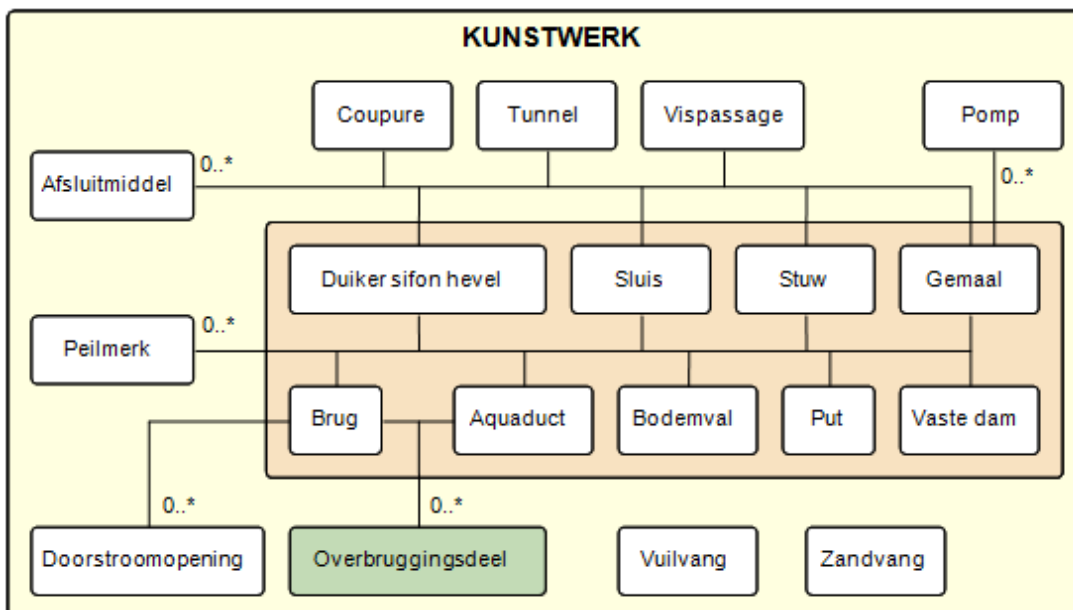 KUNSTWERK
Coupure
Tunnel
Vispassage
Pomp
Afsluitmiddel
0..*
0..*
Duiker sifon hevel
Sluis
Stuw
Gemaal
Peilmerk
0..*
Brug
Aquaduct
Bodemval
Put
Vaste dam
0..*
0..*
Doorstroomopening
Overbruggingsdeel
Vuilvang
Zandvang